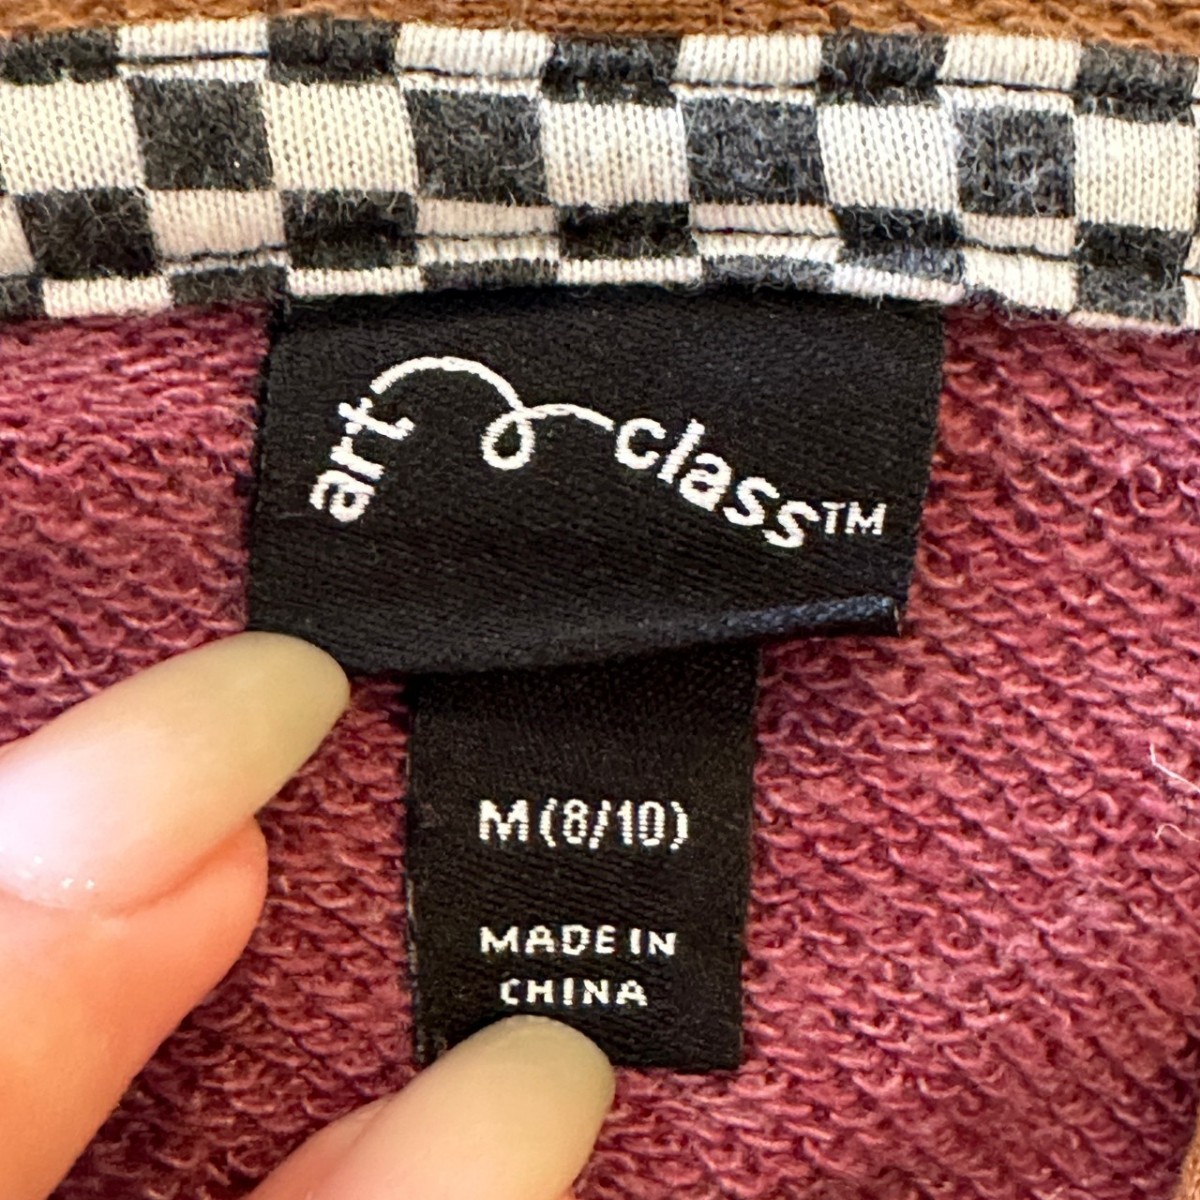 art class™
M(8/10)
MADE IN
CHINA